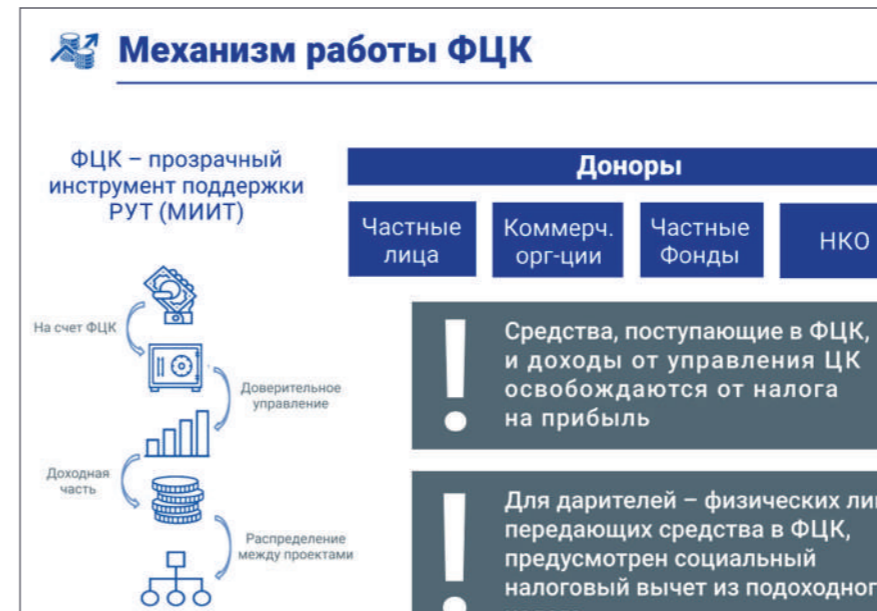 Механизм работы ФЦК
ФЦК – прозрачный
инструмент поддержки
РУТ (МИИТ)
На счет ФЦК
Доверительное
управление
Доходная
часть
Распределение
между проектами
Доноры
Частные
лица
Коммерч.
орг-ции
Частные
Фонды
НКО
!
Средства, поступающие в ФЦК,
и доходы от управления ЦК
освобождаются от налога
на прибыль
!
Для дарителей – физических
передающих средства в ФЦК,
предусмотрен социальный
налоговый вычет из